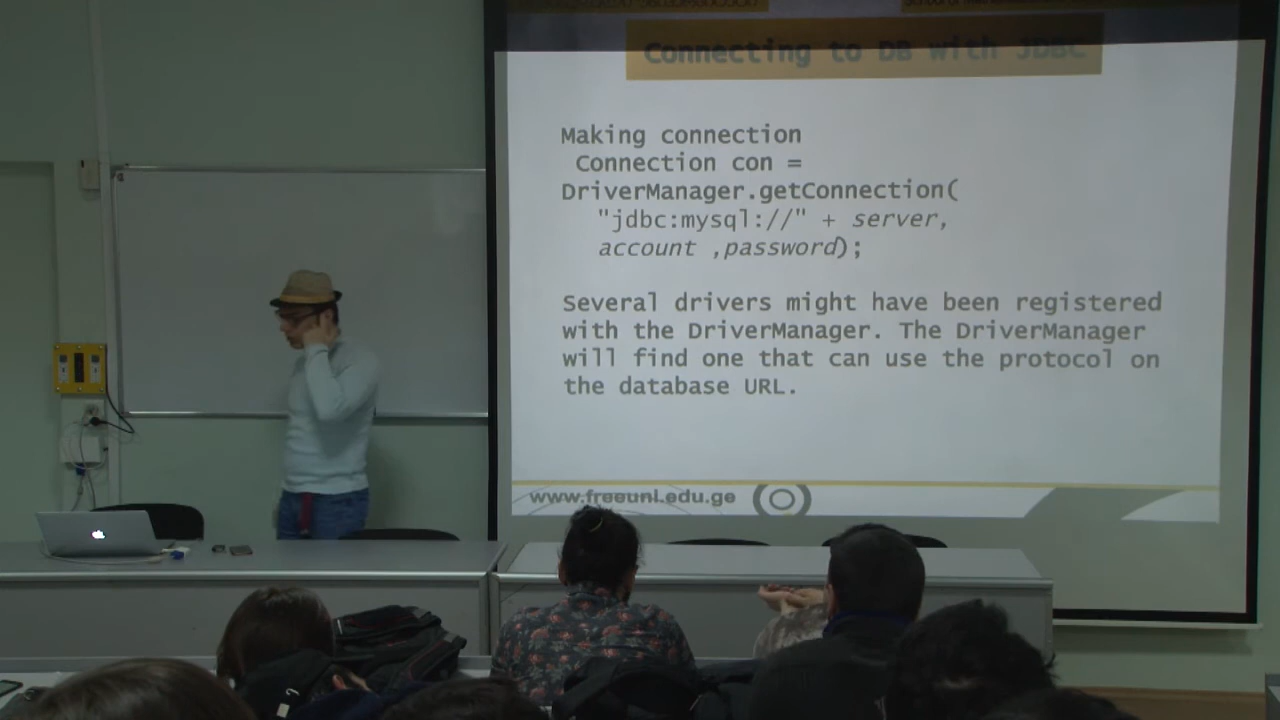 Connecting to DB with JDBC
Making connection
Connection con =
DriverManager.getConnection(
"jdbc:mysql://" + server,
account ,password);
Several drivers might have been registered
with the DriverManager. The DriverManager
will find one that can use the protocol on
the database URL.
www.freeuni.edu.ge